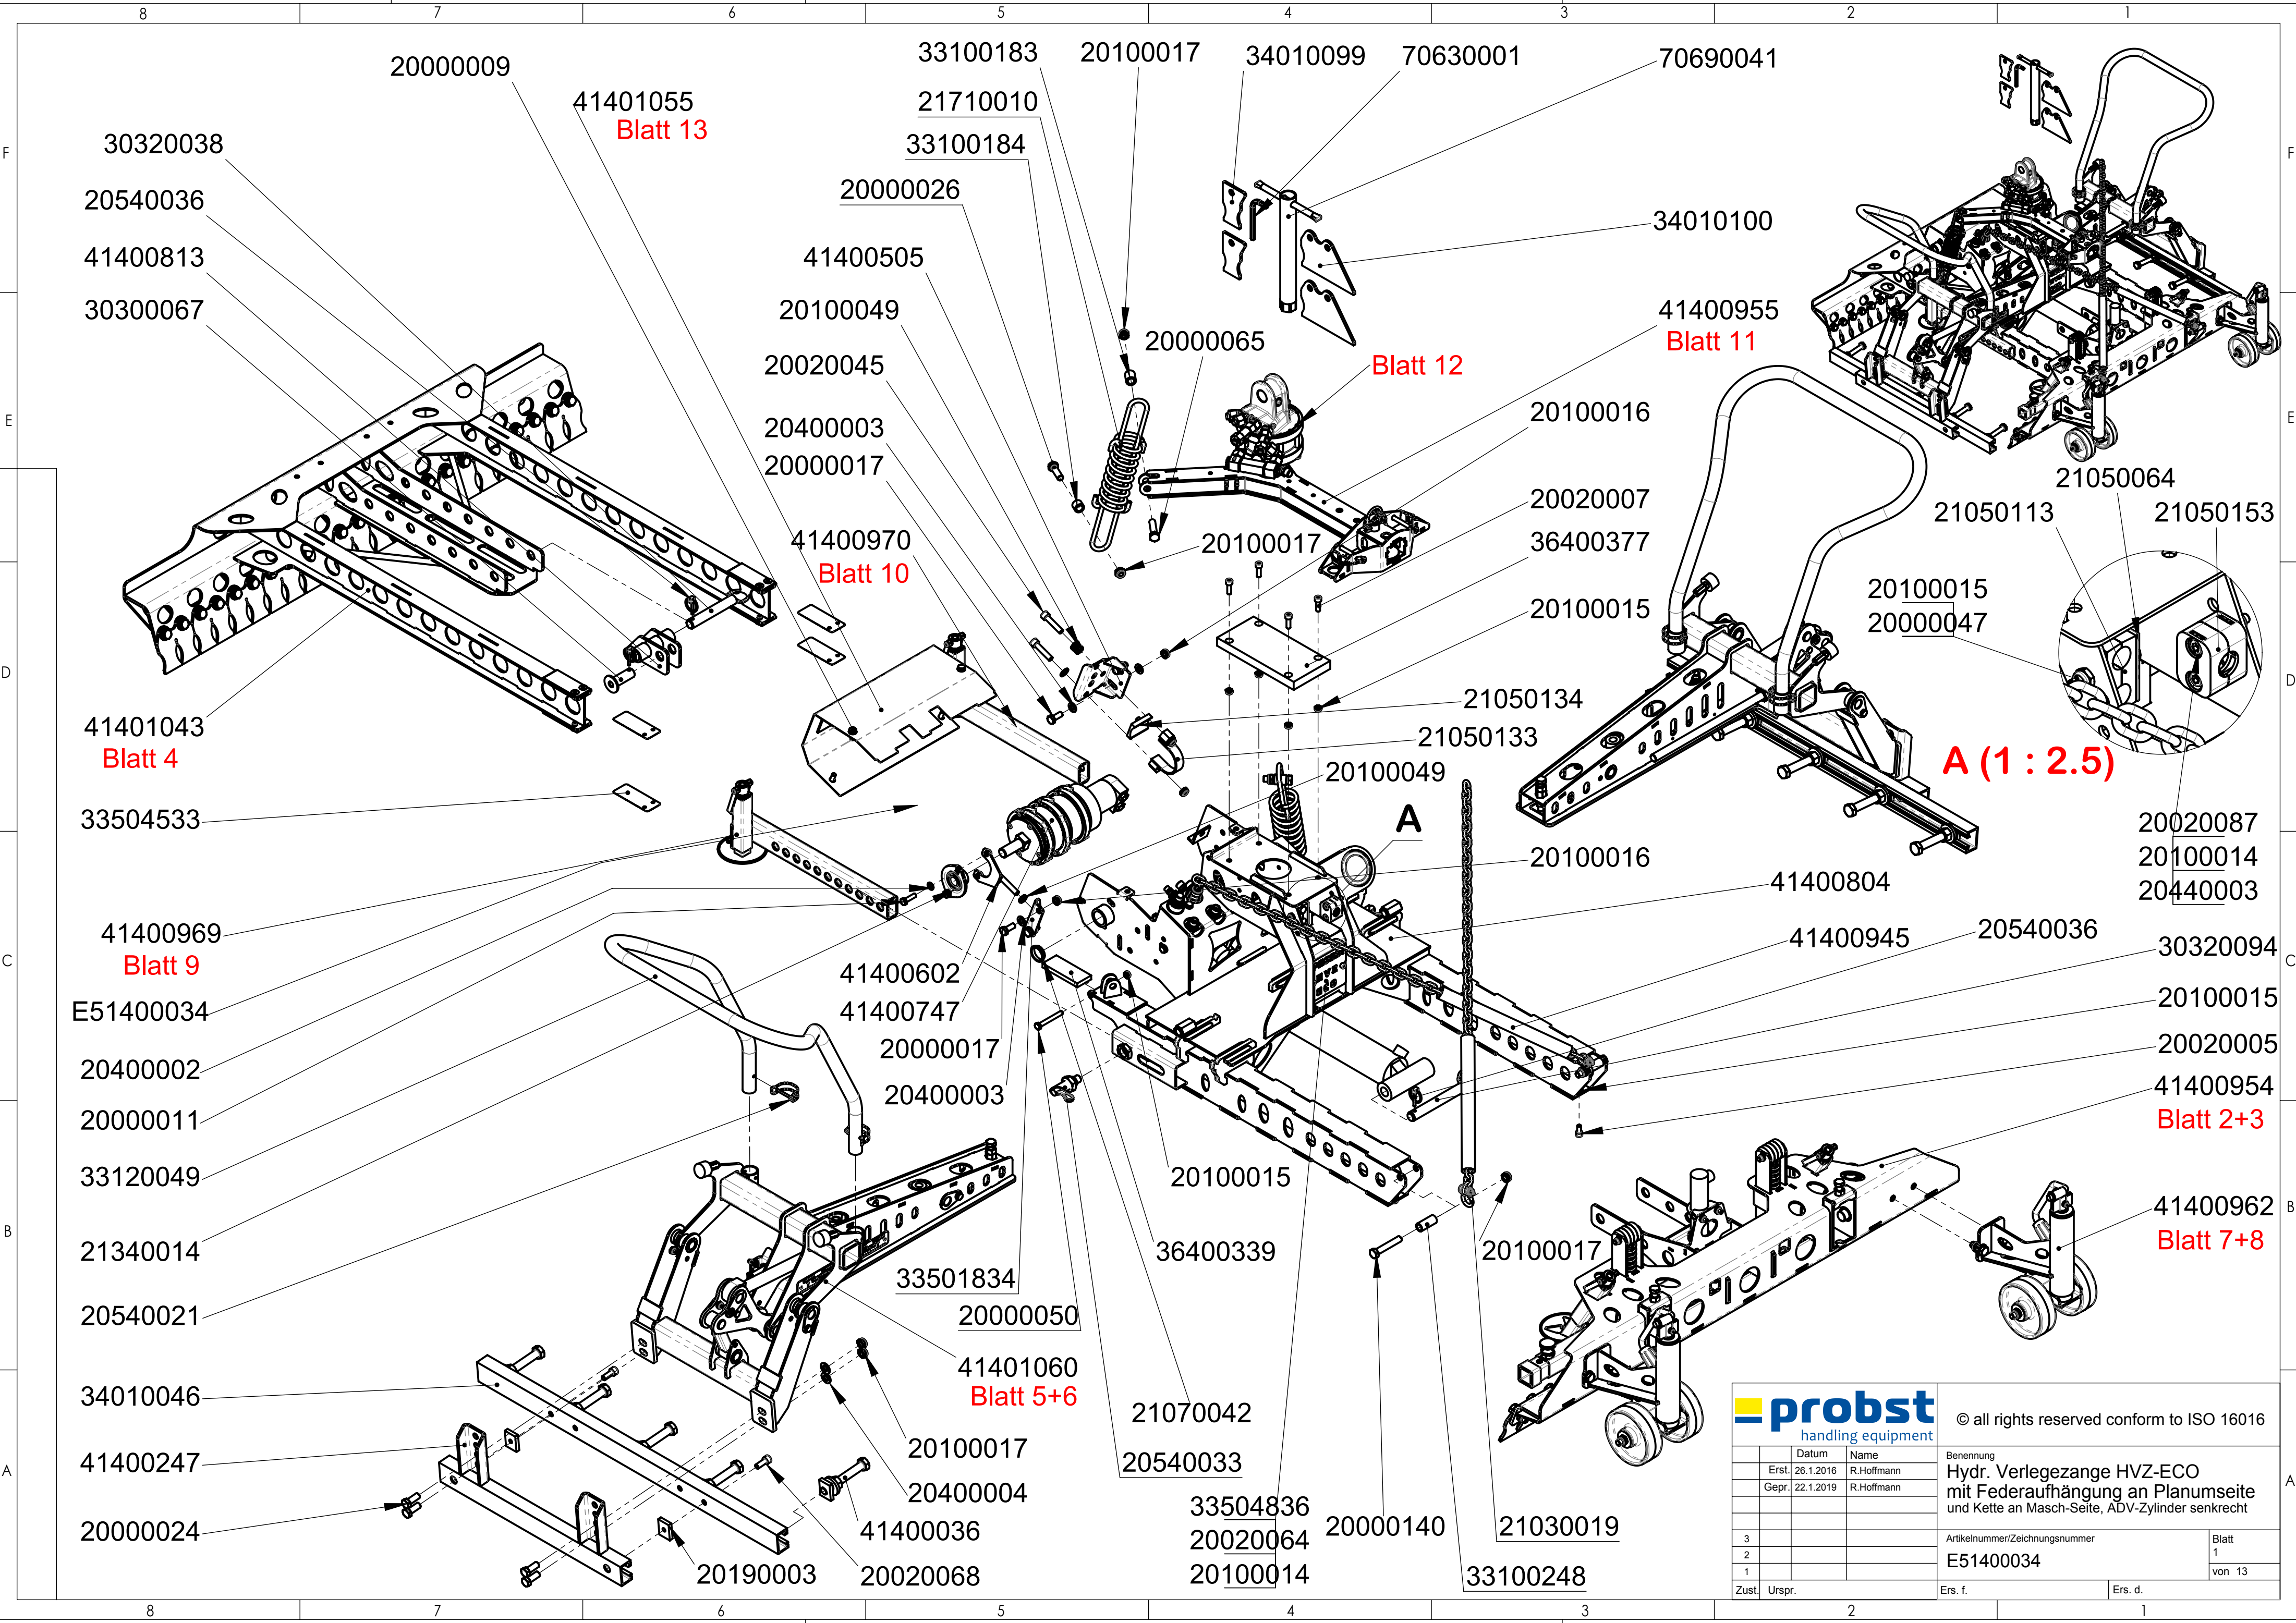 8 7 6 5 4 3 2 1
F
E
D
C
B
A
20000009
41401055
Blatt 13
30320038
20540036
41400813
30300067
41401043
Blatt 4
33504533
41400969
Blatt 9
E51400034
20400002
20000011
33120049
21340014
20540021
34010046
41400247
20000024
33100183
20100017
34010099
70630001
70690041
21710010
33100184
20000026
41400505
20100049
20020045
20400003
20000017
41400970
Blatt 10
20000065
20100017
Blatt 12
34010100
41400955
Blatt 11
20100016
20020007
36400377
20100015
21050134
21050133
20100049
A
20100016
41400804
41400945
20540036
21050064
21050113
21050153
20100015
20000047
A (1 : 2.5)
20020087
20100014
20440003
30320094
20100015
20020005
41400954
Blatt 2+3
41400962
Blatt 7+8
41400602
41400747
20000017
20400003
20100015
36400339
33501834
20000050
41401060
Blatt 5+6
21070042
20540033
20100017
20400004
41400036
20190003
20020068
33504836
20020064
20100014
20000140
20100017
21030019
33100248
probst
handling equipment
© all rights reserved conform to ISO 16016
Datum Name
Erst. 26.1.2016 R.Hoffmann
Gepr. 22.1.2019 R.Hoffmann
Benennung
Hydr. Verlegezange HVZ-ECO
mit Federaufhängung an Planumseite
und Kette an Masch-Seite, ADV-Zylinder senkrecht
3
2
1
Artikelnummer/Zeichnungsnummer
E51400034
Blatt
1
von 13
Zust. Urspr. Ers. f. Ers. d.
8 7 6 5 4 3 2 1
F
E
D
C
B
A